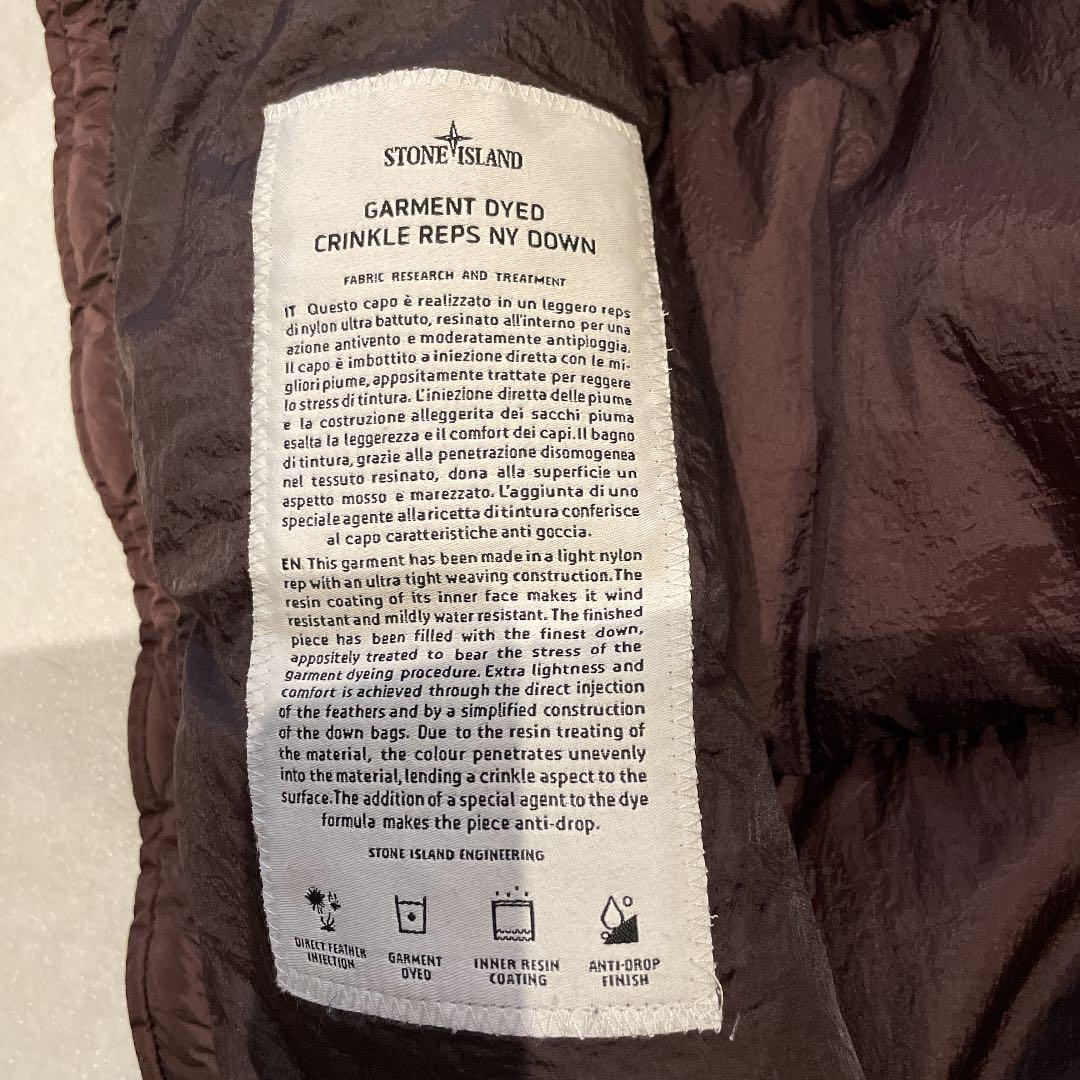 STONE ISLAND
GARMENT DYED
CRINKLE REPS NY DOWN
FABRIC RESEARCH AND TREATMENT
IT Questo capo è realizzato in un leggero reps
di nylon ultra battuto, resinato all'interno per una
azione antivento e moderatamente antipioggia.
Il capo è imbottito a iniezione diretta con le mi-
gliori piume, appositamente trattate per reggere
lo stress di tintura. L'iniezione diretta delle piume
e la costruzione alleggerita dei sacchi piuma
esalta la leggerezza e il comfort dei capi. Il bagno
di tintura, grazie alla penetrazione disomogenea
nel tessuto resinato, dona alla superficie un
aspetto mosso e marezzato. L'aggiunta di uno
speciale agente alla ricetta di tintura conferisce
al capo caratteristiche anti goccia.
EN This garment has been made in a light nylon
rep with an ultra tight weaving construction. The
resin coating of its inner face makes it wind
resistant and mildly water resistant. The finished
piece has been filled with the finest down,
appositely treated to bear the stress of the
garment dyeing procedure. Extra lightness and
comfort is achieved through the direct injection
of the feathers and by a simplified construction
of the down bags. Due to the resin treating of
the material, the colour penetrates unevenly
into the material, lending a crinkle aspect to the
surface. The addition of a special agent to the dye
formula makes the piece anti-drop.
STONE ISLAND ENGINEERING
DIRECT FEATHER
INJECTION
GARMENT
DYED
INNER RESIN
COATING
ANTI-DROP
FINISH